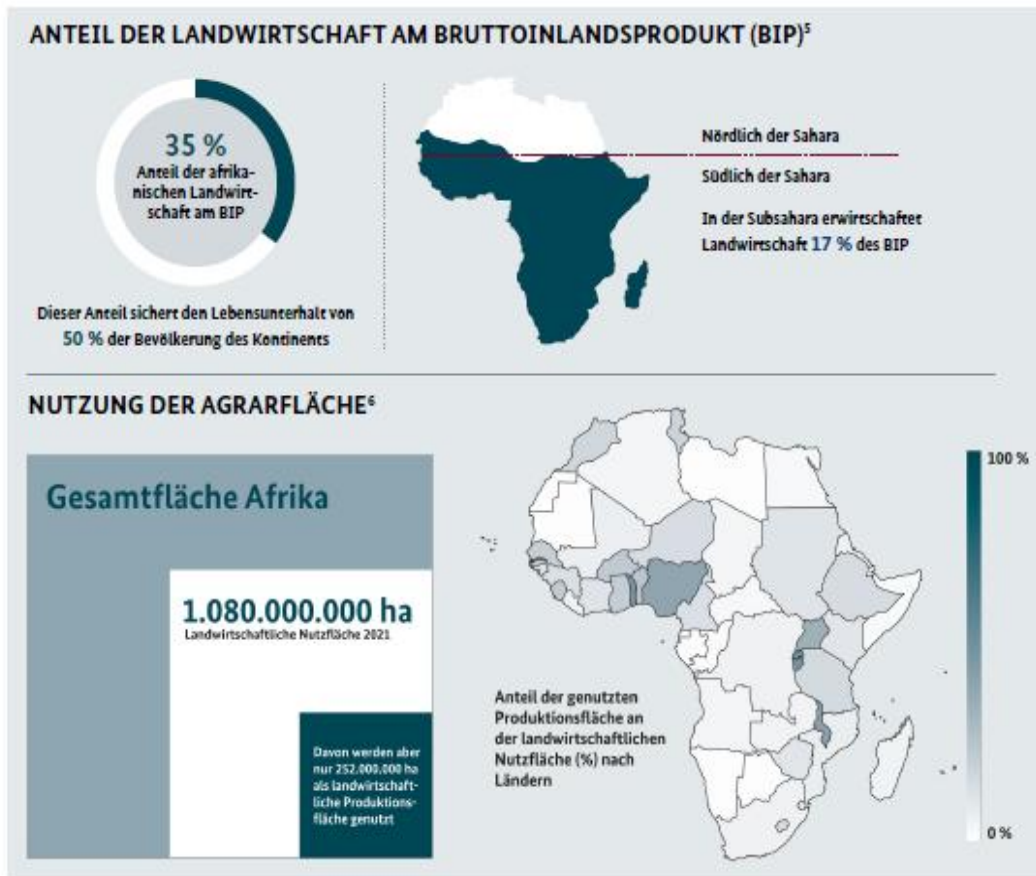 ANTEIL DER LANDWIRTSCHAFT AM BRUTTOINLANDSPRODUKT (BIP)⁵
35 %
Anteil der afrika-
nischen Landwirt-
schaft am BIP
Dieser Anteil sichert den Lebensunterhalt von
50 % der Bevölkerung des Kontinents
Nördlich der Sahara
Südlich der Sahara
In der Subsahara erwirtschaftet
Landwirtschaft 17 % des BIP
NUTZUNG DER AGRARFLÄCHE⁶
Gesamtfläche Afrika
1.080.000.000 ha
Landwirtschaftliche Nutzfläche 2021
Davon werden aber
nur 252.000.000 ha
als landwirtschaft-
liche Produktions-
fläche genutzt
Anteil der genutzten
Produktionsfläche an
der landwirtschaftlichen
Nutzfläche (%) nach
Ländern
100 %
0 %